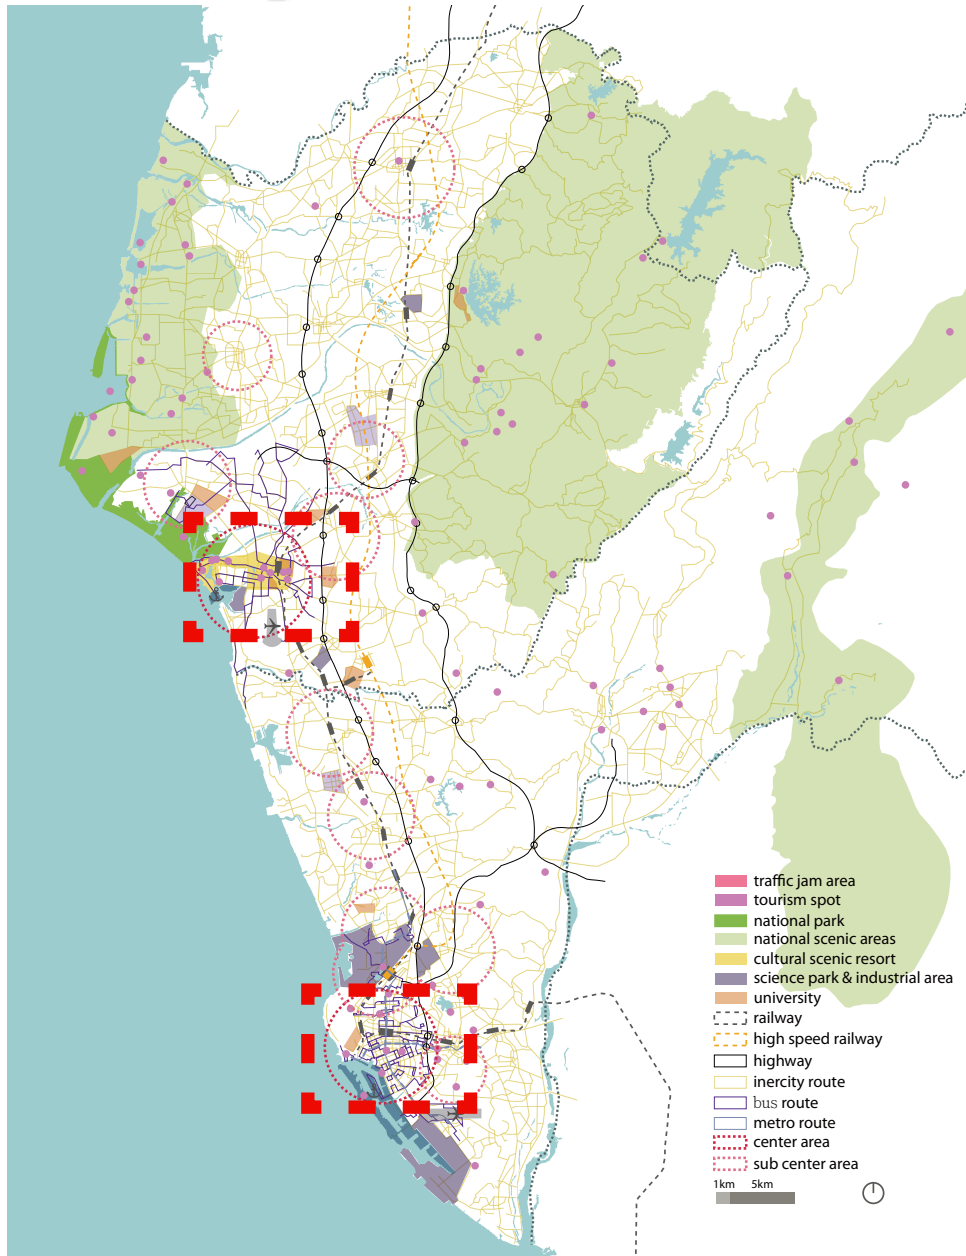 traffic jam area
tourism spot
national park
national scenic areas
cultural scenic resort
science park & industrial area
university
railway
high speed railway
highway
inercity route
bus route
metro route
center area
sub center area
1km 5km